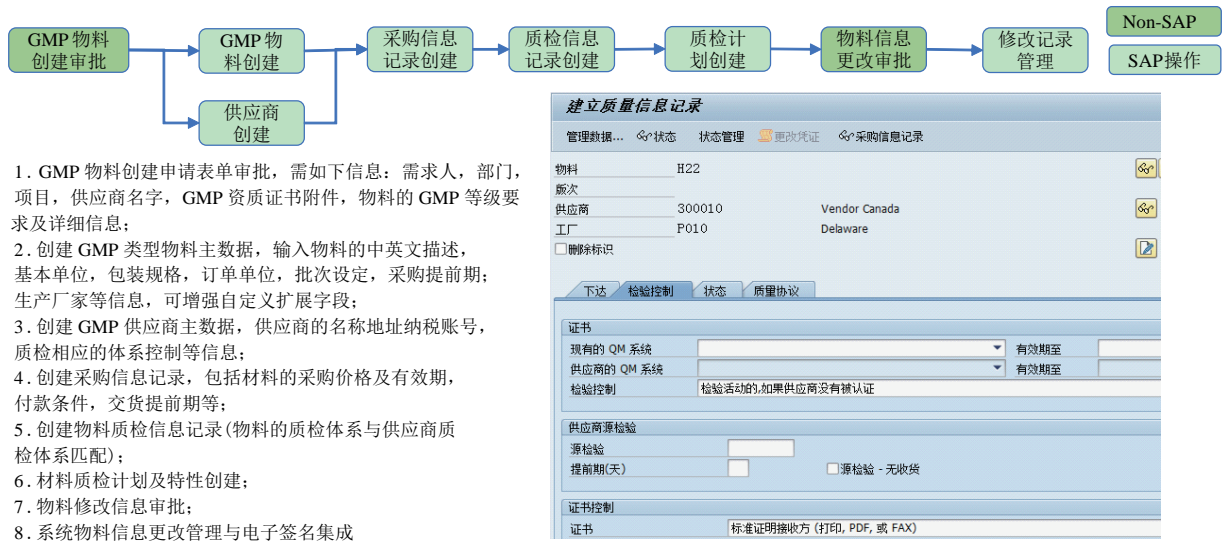 GMP 物料
创建审批
GMP 物
料创建
供应商
创建
采购信息
记录创建
质检信息
记录创建
质检计
划创建
物料信息
更改审批
修改记录
管理
Non-SAP
SAP操作
1. GMP 物料创建申请表单审批，需如下信息：需求人，部门，
项目，供应商名字，GMP 资质证书附件，物料的 GMP 等级要
求及详细信息；
2. 创建 GMP 类型物料主数据，输入物料的中英文描述，
基本单位，包装规格，订单单位，批次设定，采购提前期；
生产厂家等信息，可增强自定义扩展字段；
3. 创建 GMP 供应商主数据，供应商的名称地址纳税账号，
质检相应的体系控制等信息；
4. 创建采购信息记录，包括材料的采购价格及有效期，
付款条件，交货提前期等；
5. 创建物料质检信息记录(物料的质检体系与供应商质
检体系匹配)；
6. 材料质检计划及特性创建；
7. 物料修改信息审批；
8. 系统物料信息更改管理与电子签名集成
建立质量信息记录
管理数据... 状态 状态管理 更改凭证 采购信息记录
物料 H22
版次
供应商 300010 Vendor Canada
工厂 P010 Delaware
删除标识
下达 检验控制 状态 质量协议
证书
现有的 QM 系统 有效期至
供应商的 QM 系统 有效期至
检验控制 检验活动的,如果供应商没有被认证
供应商源检验
源检验
提前期(天) 源检验 - 无收货
证书控制
证书 标准证明接收方 (打印, PDF, 或 FAX)